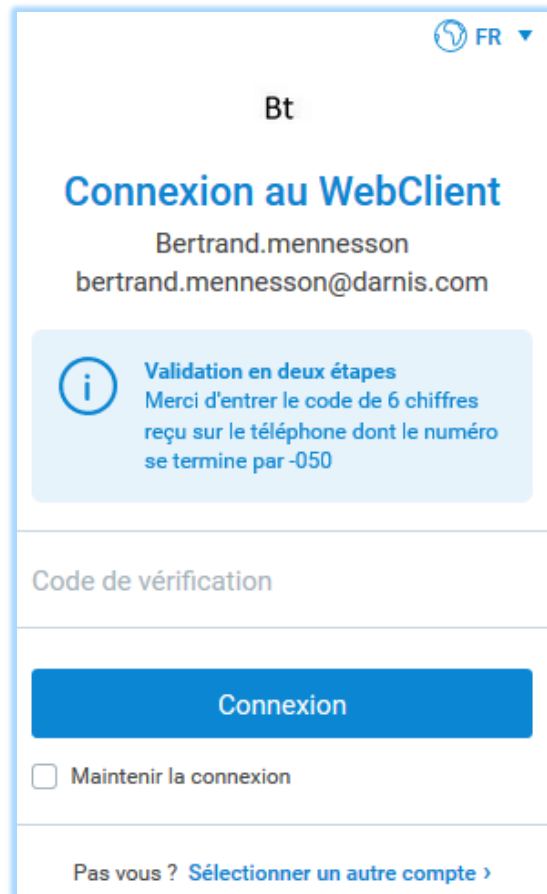 FR
Bt
Connexion au WebClient
Bertrand.mennesson
bertrand.mennesson@darnis.com
Validation en deux étapes
Merci d'entrer le code de 6 chiffres
reçu sur le téléphone dont le numéro
se termine par -050
Code de vérification
Connexion
Maintenir la connexion
Pas vous ? Sélectionner un autre compte ›